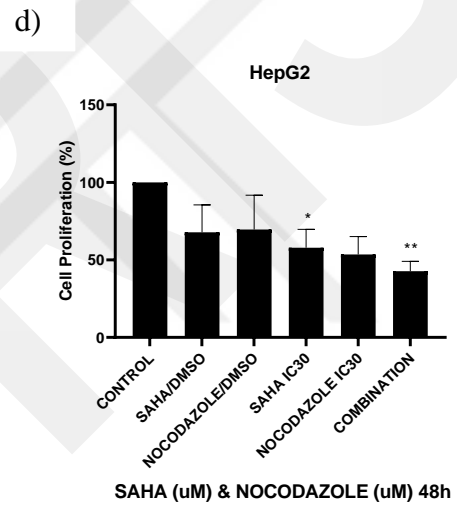 d)
HepG2
Cell Proliferation (%)
150
100
50
0
*
**
CONTROL
SAHA/DMSO
NOCODAZOLE/DMSO
SAHA IC30
NOCODAZOLE IC30
COMBINATION
SAHA (uM) & NOCODAZOLE (uM) 48h